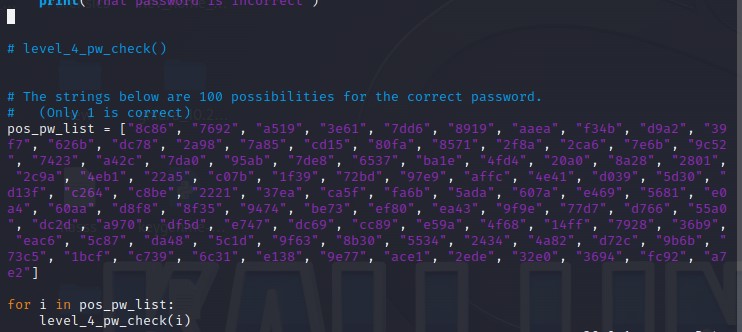 print("That password is incorrect")
# level_4_pw_check()
# The strings below are 100 possibilities for the correct password.
#   (Only 1 is correct)
pos_pw_list = ["8c86", "7692", "a519", "3e61", "7dd6", "8919", "aaea", "f34b", "d9a2", "39
f7", "626b", "dc78", "2a98", "7a85", "cd15", "80fa", "8571", "2f8a", "2ca6", "7e6b", "9c52
", "7423", "a42c", "7da0", "95ab", "7de8", "6537", "ba1e", "4fd4", "20a0", "8a28", "2801",
 "2c9a", "4eb1", "22a5", "c07b", "1f39", "72bd", "97e9", "affc", "4e41", "d039", "5d30", "
d13f", "c264", "c8be", "2221", "37ea", "ca5f", "fa6b", "5ada", "607a", "e469", "5681", "e0
a4", "60aa", "d8f8", "8f35", "9474", "be73", "ef80", "ea43", "9f9e", "77d7", "d766", "55a0
", "dc2d", "a970", "df5d", "e747", "dc69", "cc89", "e59a", "4f68", "14ff", "7928", "36b9",
 "eac6", "5c87", "da48", "5c1d", "9f63", "8b30", "5534", "2434", "4a82", "d72c", "9b6b", "
73c5", "1bcf", "c739", "6c31", "e138", "9e77", "ace1", "2ede", "32e0", "3694", "fc92", "a7
e2"]
for i in pos_pw_list:
    level_4_pw_check(i)